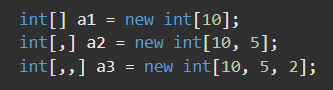 int[] a1 = new int[10];
int[,] a2 = new int[10, 5];
int[,,] a3 = new int[10, 5, 2];